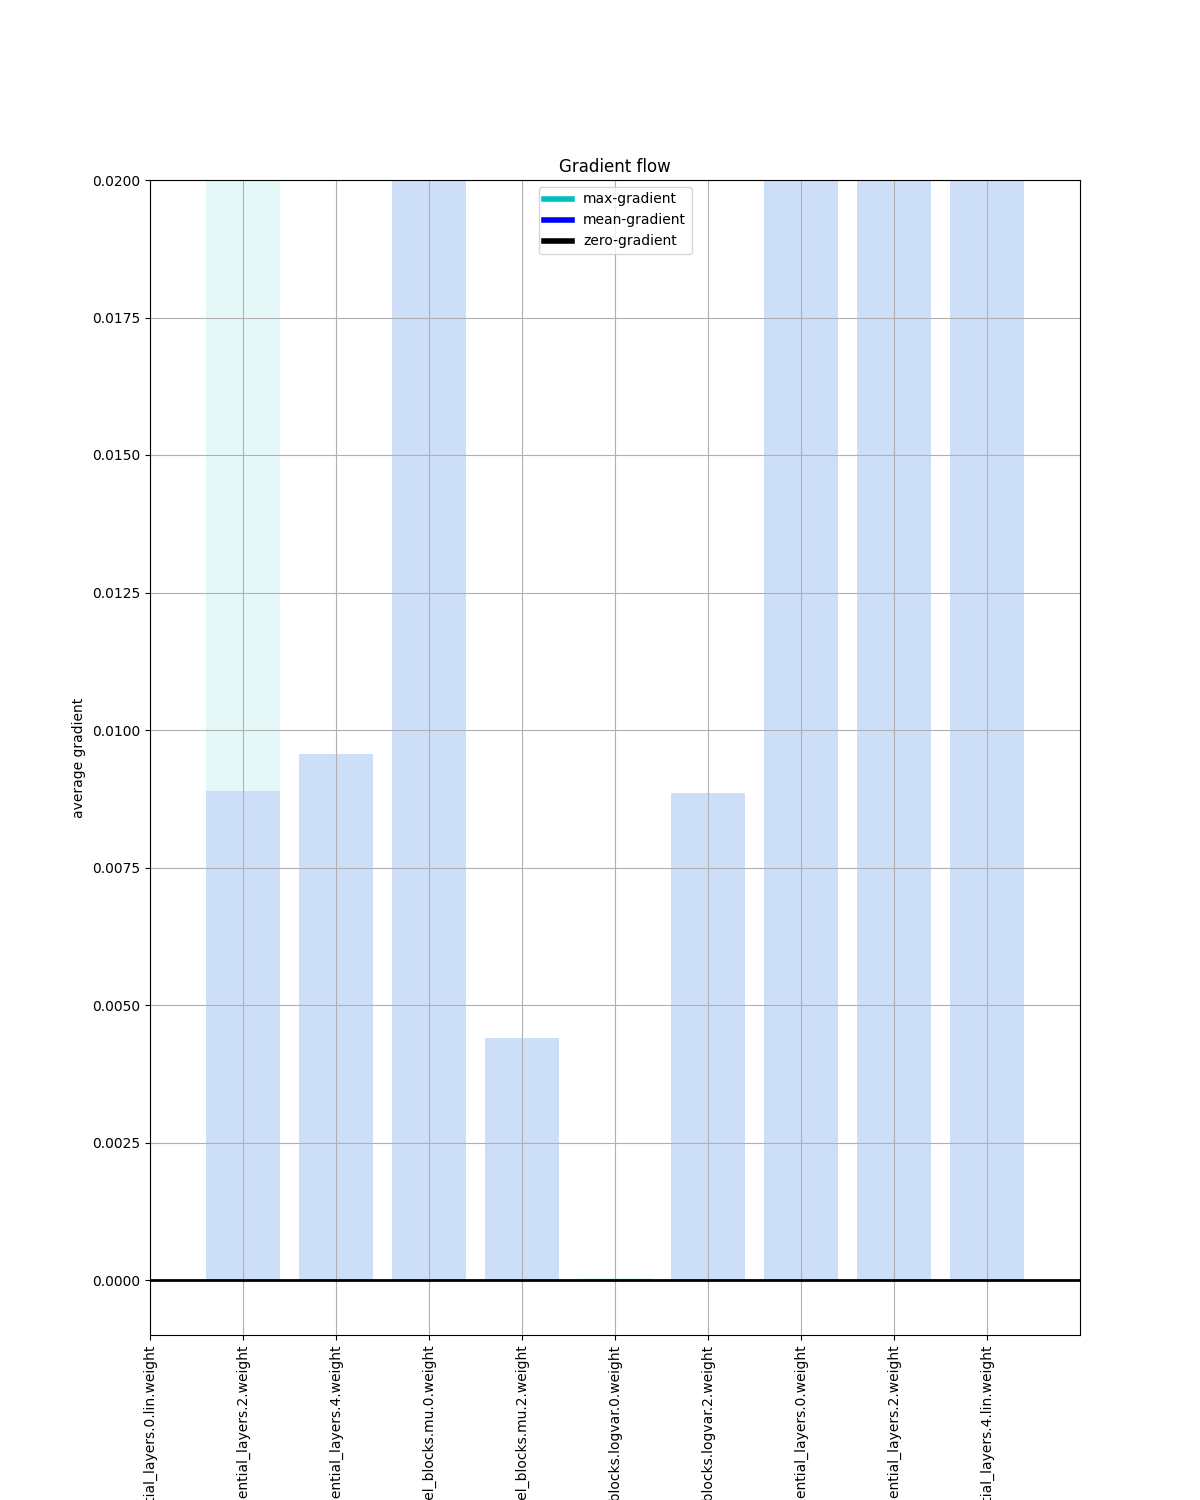 Gradient flow
max-gradient
mean-gradient
zero-gradient
0.0200
0.0175
0.0150
0.0125
0.0100
0.0075
0.0050
0.0025
0.0000
average gradient
tial_layers.0.lin.weight
ential_layers.2.weight
ential_layers.4.weight
el_blocks.mu.0.weight
el_blocks.mu.2.weight
blocks.logvar.0.weight
blocks.logvar.2.weight
ential_layers.0.weight
ential_layers.2.weight
tial_layers.4.lin.weight